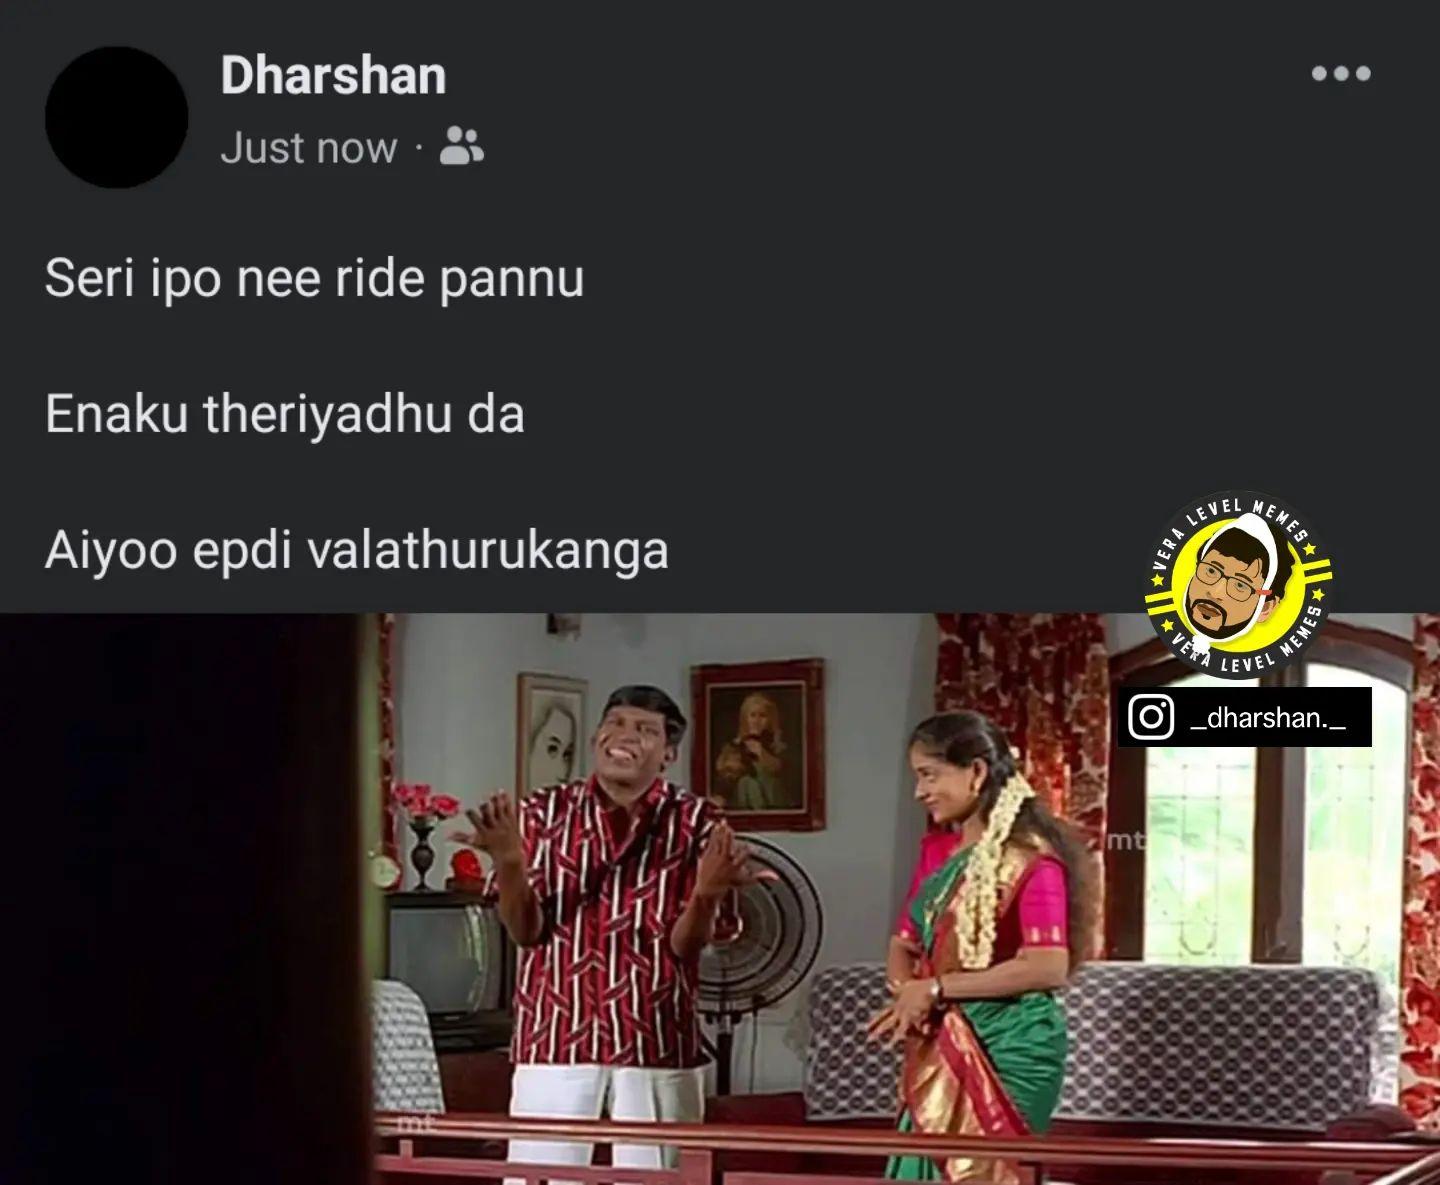 Dharshan
Just now ·
Seri ipo nee ride pannu
Enaku theriyadhu da
Aiyoo epdi valathurukanga
VERA LEVEL MEMES
VERA LEVEL MEMES
_dharshan._
mt
mt